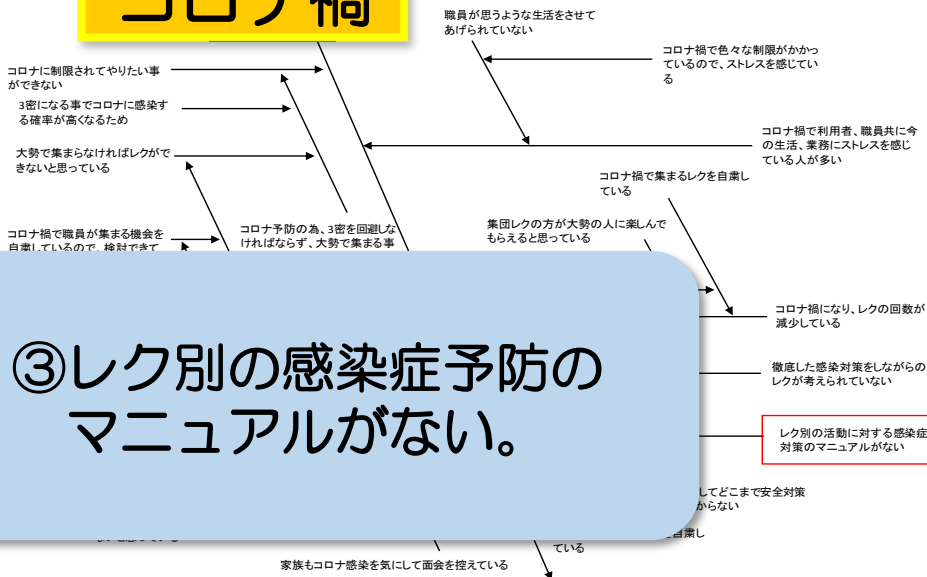 コロナ禍
職員が思うような生活をさせて
あげられていない
コロナ禍で色々な制限がかかっ
ているので、ストレスを感じてい
る
コロナに制限されてやりたい事
ができない
3密になる事でコロナに感染す
る確率が高くなるため
大勢で集まらなければレクがで
きないと思っている
コロナ禍で利用者、職員共に今
の生活、業務にストレスを感じ
ている人が多い
コロナ禍で集まるレクを自粛し
ている
コロナ禍で職員が集まる機会を
自粛しているので、検討できて
コロナ予防の為、3密を回避しな
ければならず、大勢で集まる事
集団レクの方が大勢の人に楽しんで
もらえると思っている
コロナ禍になり、レクの回数が
減少している
③レク別の感染症予防の
マニュアルがない。
徹底した感染対策をしながらの
レクが考えられていない
レク別の活動に対する感染症
対策のマニュアルがない
してどこまで安全対策
からない
自粛し
ている
家族もコロナ感染を気にして面会を控えている